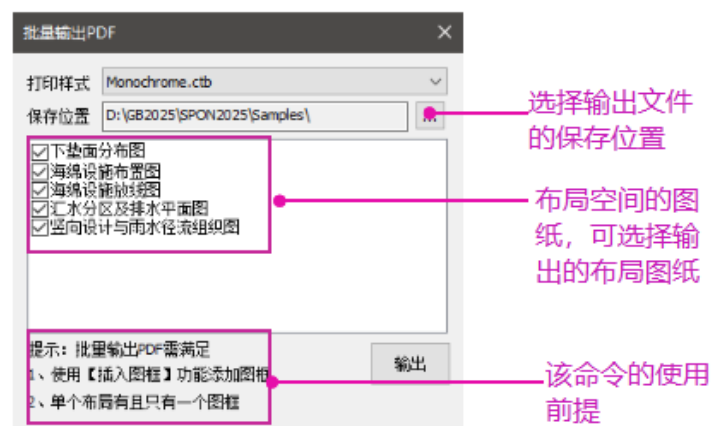 批量输出PDF
打印样式 Monochrome.ctb
保存位置 D:\GB2025\SPON2025\Samples\
选择输出文件
的保存位置
下垫面分布图
海绵设施布置图
海绵设施放线图
汇水分区及排水平面图
竖向设计与雨水径流组织图
布局空间的图
纸，可选择输
出的布局图纸
提示：批量输出PDF需满足
1、使用【插入图框】功能添加图框
2、单个布局有且只有一个图框
输出
该命令的使用
前提